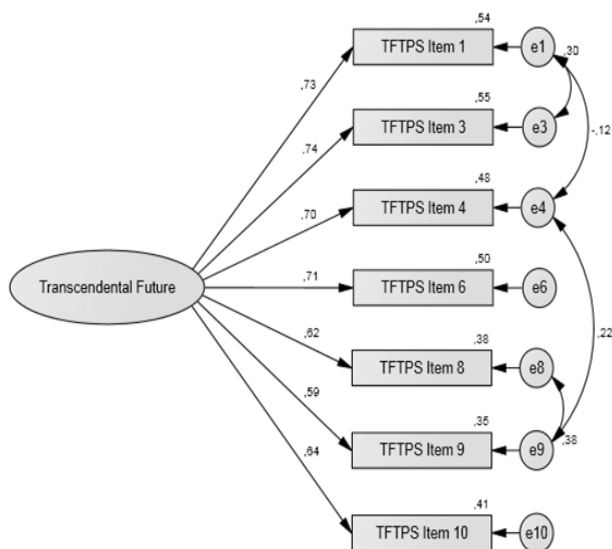 ,54
TFTPS Item 1
e1
,30
,73
,55
TFTPS Item 3
e3
-,12
,74
,48
TFTPS Item 4
e4
,70
,50
Transcendental Future
,71
TFTPS Item 6
e6
,22
,62
,38
TFTPS Item 8
e8
,59
,35
TFTPS Item 9
e9
,38
,64
,41
TFTPS Item 10
e10